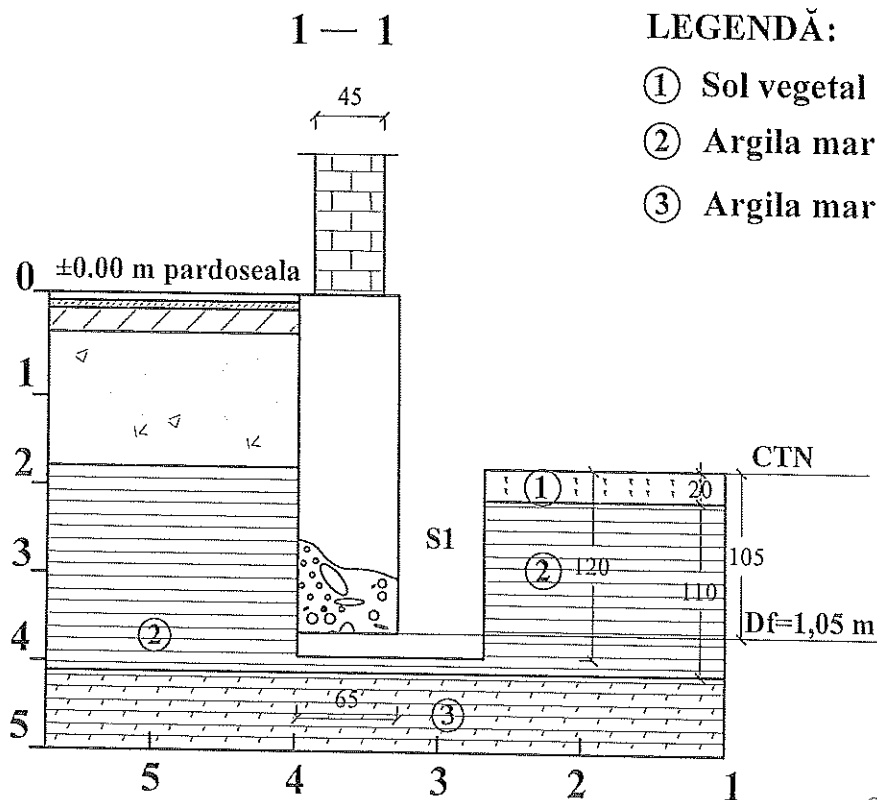 1 — 1
LEGENDĂ:
① Sol vegetal
② Argila mar
③ Argila mar
45
±0.00 m pardoseala
0
1
2
3
4
5
CTN
①
20
S1
②
120
110
105
Df=1,05 m
②
65
③
5
4
3
2
1